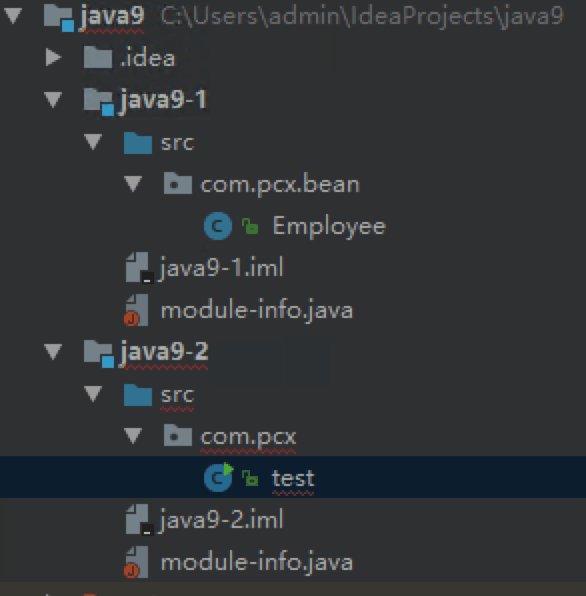 java9 C:\Users\admin\IdeaProjects\java9
.idea
java9-1
src
com.pcx.bean
Employee
java9-1.iml
module-info.java
java9-2
src
com.pcx
test
java9-2.iml
module-info.java